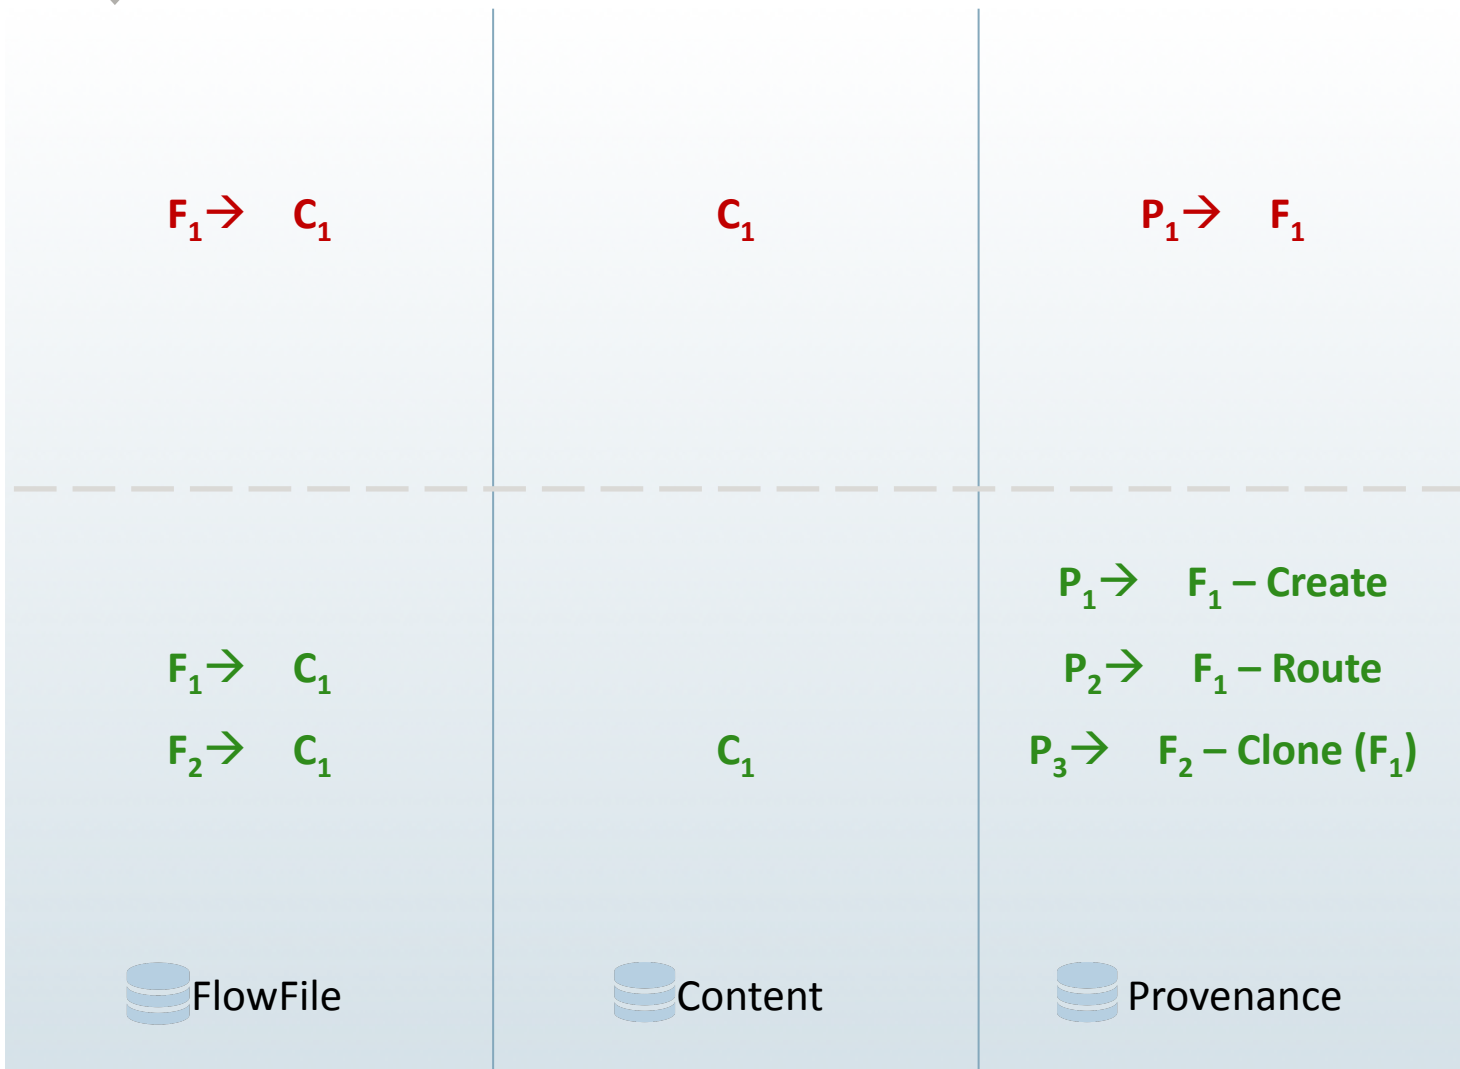 F₁→ C₁
C₁
P₁→ F₁
P₁→ F₁ – Create
F₁→ C₁
P₂→ F₁ – Route
F₂→ C₁
C₁
P₃→ F₂ – Clone (F₁)
FlowFile
Content
Provenance